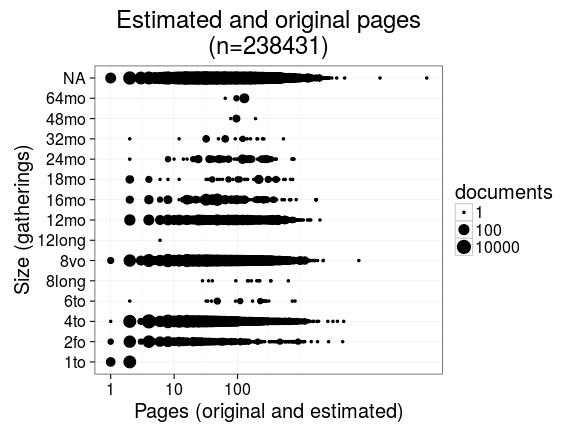 Estimated and original pages
(n=238431)
Size (gatherings)
NA
64mo
48mo
32mo
24mo
18mo
16mo
12mo
12long
8vo
8long
6to
4to
2fo
1to
1 10 100
Pages (original and estimated)
documents
1
100
10000